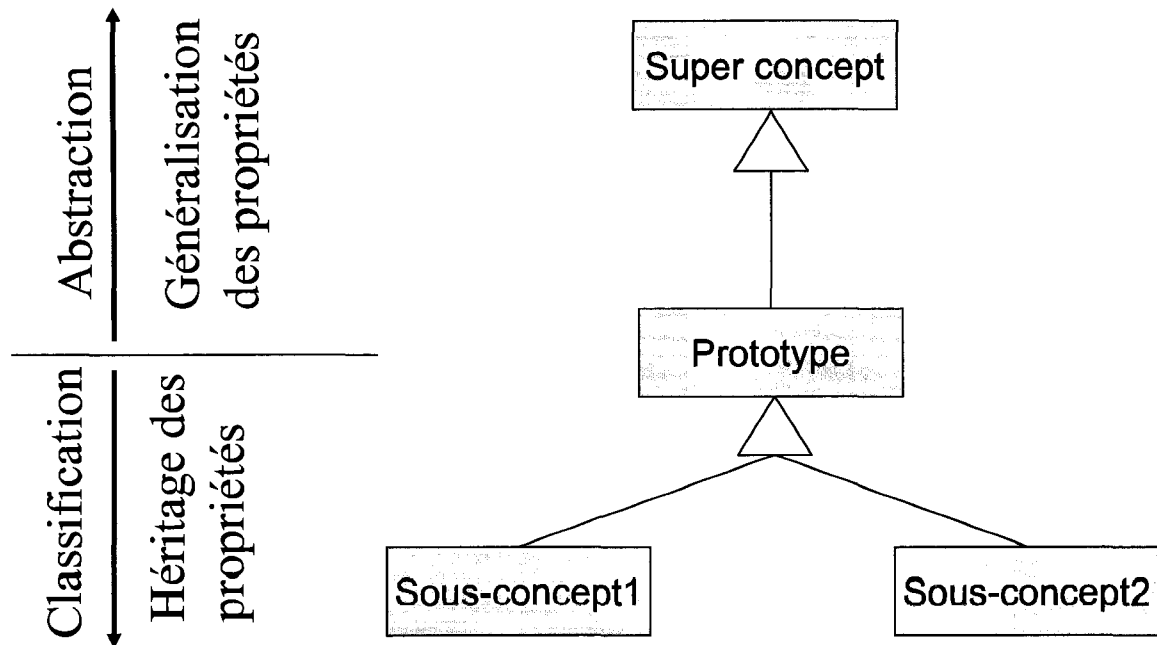 Abstraction
Généralisation
des propriétés
Classification
Héritage des
propriétés
Super concept
Prototype
Sous-concept1
Sous-concept2